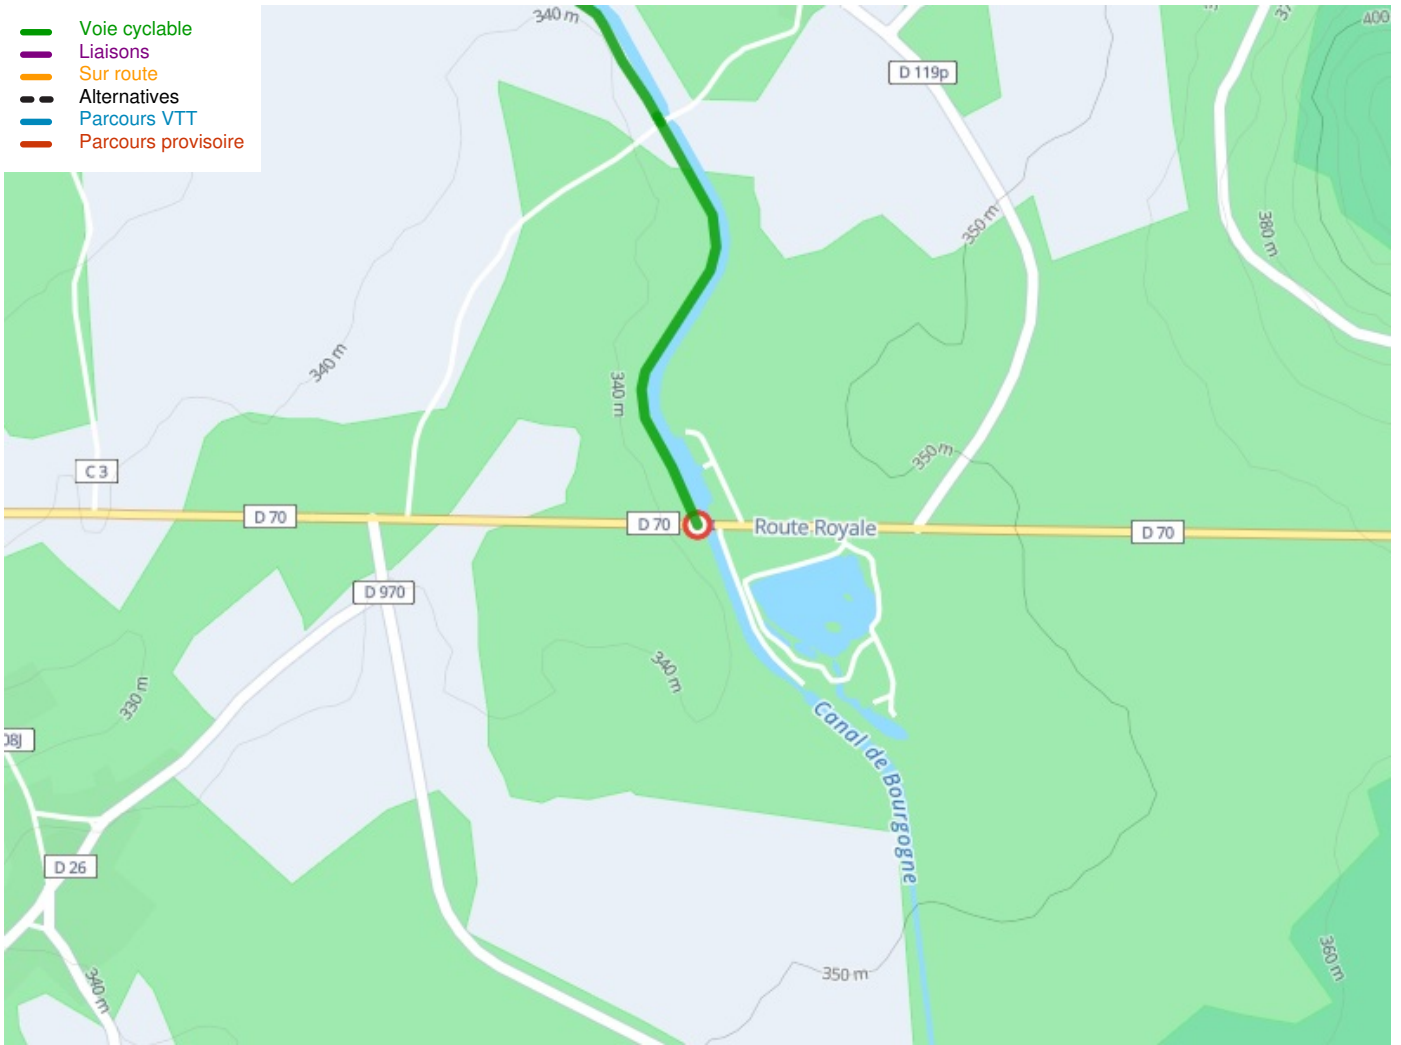 Voie cyclable
Liaisons
Sur route
Alternatives
Parcours VTT
Parcours provisoire
340 m
400
D 119p
350 m
380 m
340 m
340 m
350 m
C 3
D 70
D 70
Route Royale
D 70
D 970
340 m
330 m
08J
Canal de Bourgogne
D 26
340 m
350 m
360 m